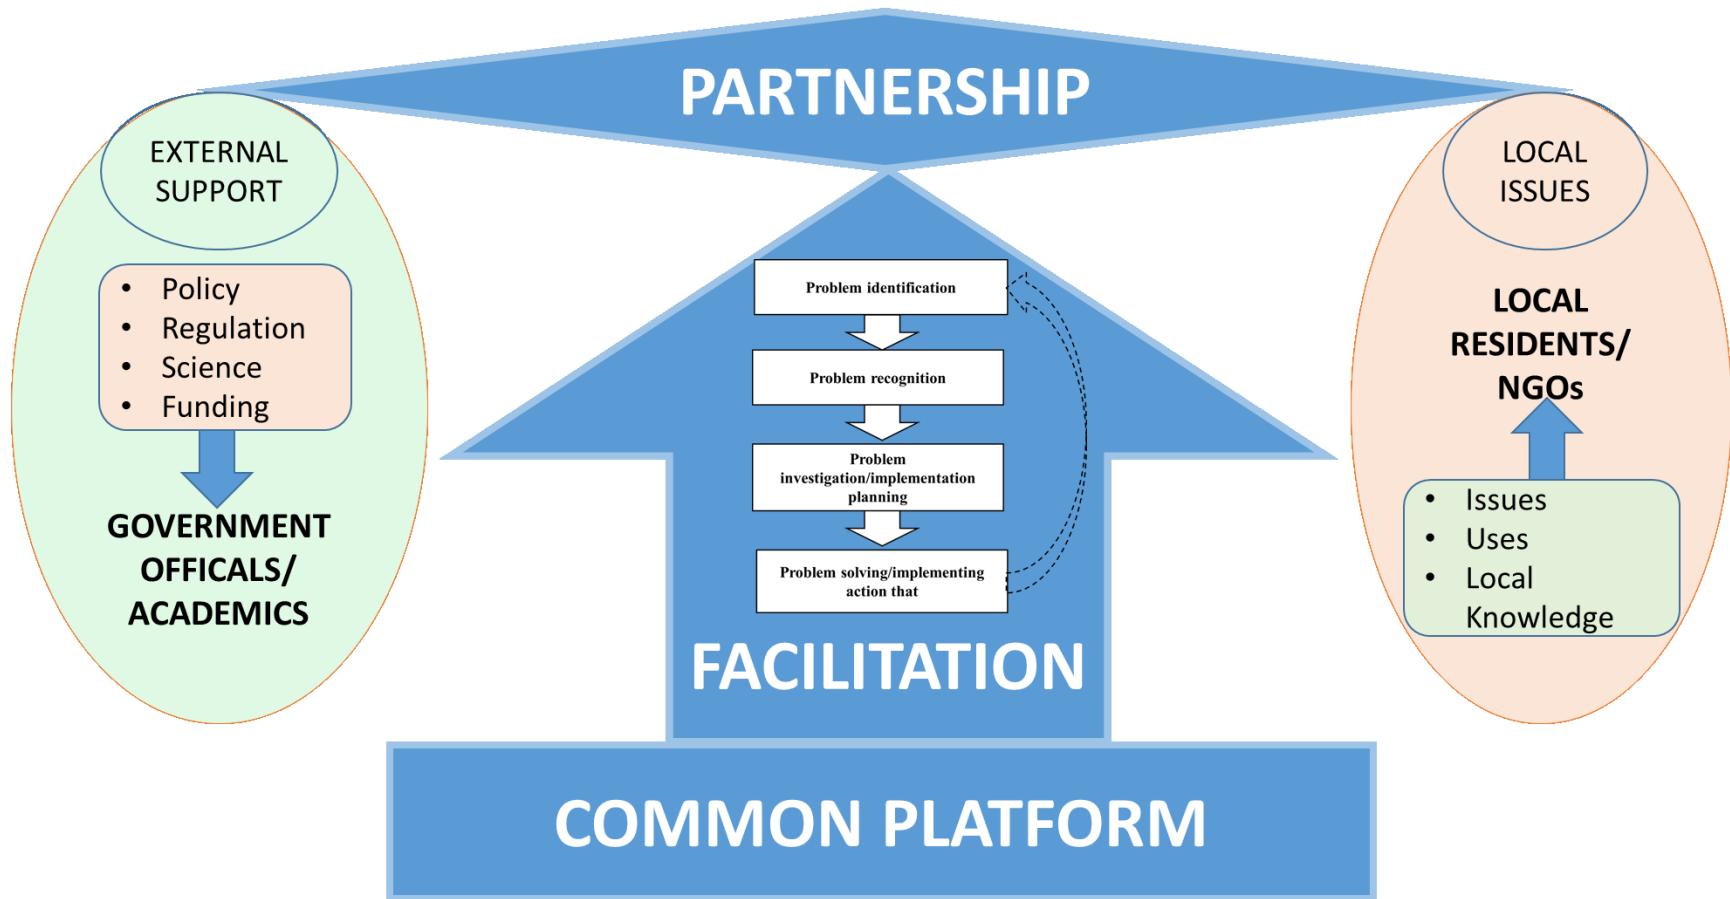 PARTNERSHIP
EXTERNAL
SUPPORT
• Policy
• Regulation
• Science
• Funding
GOVERNMENT
OFFICALS/
ACADEMICS
Problem identification
Problem recognition
Problem
investigation/implementation
planning
Problem solving/implementing
action that
FACILITATION
LOCAL
ISSUES
LOCAL
RESIDENTS/
NGOs
• Issues
• Uses
• Local
Knowledge
COMMON PLATFORM